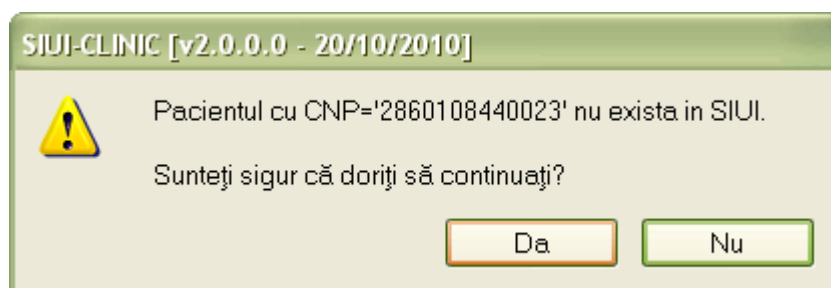 SIUI-CLINIC [v2.0.0.0 - 20/10/2010]
Pacientul cu CNP='2860108440023' nu exista in SIUI.
Sunteţi sigur că doriţi să continuaţi?
Da
Nu